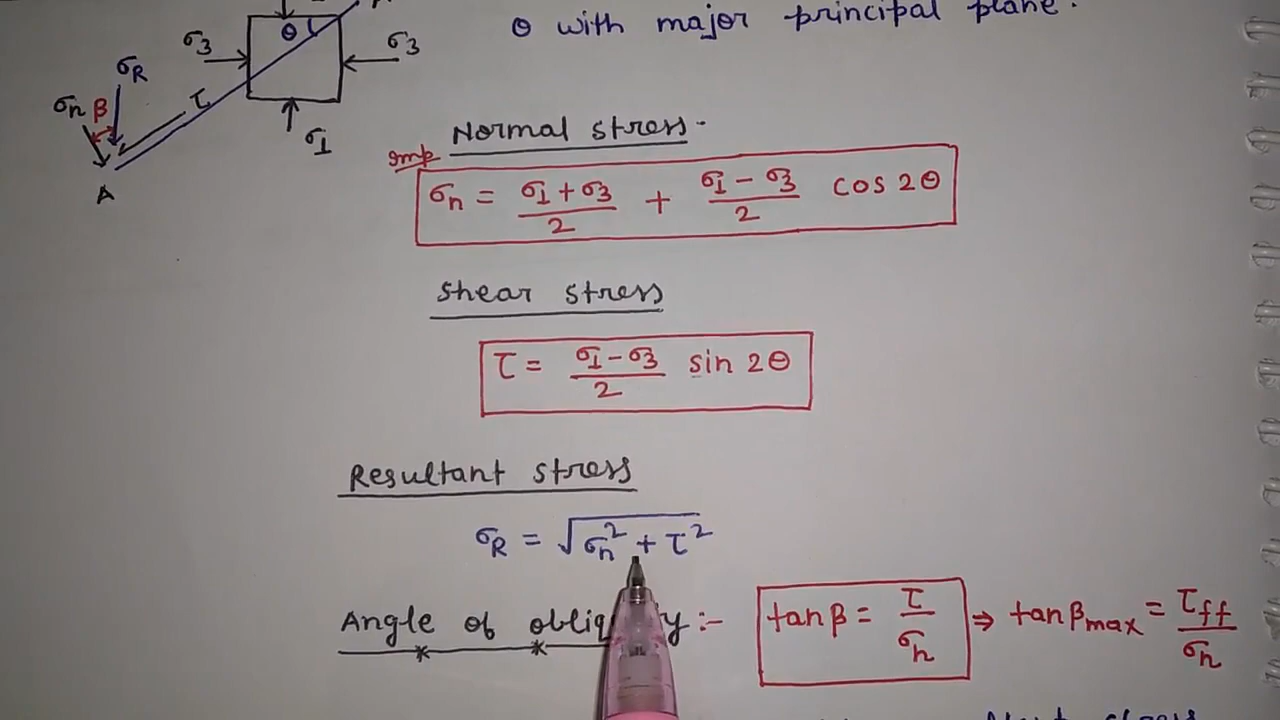 θ with major principal plane.
σ3 θ σ3
σR
σn β τ
σ1
A
Normal stress.
Imp
σn = σ1 + σ3 / 2 + σ1 - σ3 / 2 cos 2θ
Shear stress
τ = σ1 - σ3 / 2 sin 2θ
Resultant stress
σR = √σn² + τ²
Angle of :- tan β = τ / σn ⇒ tan βmax = τff / σn